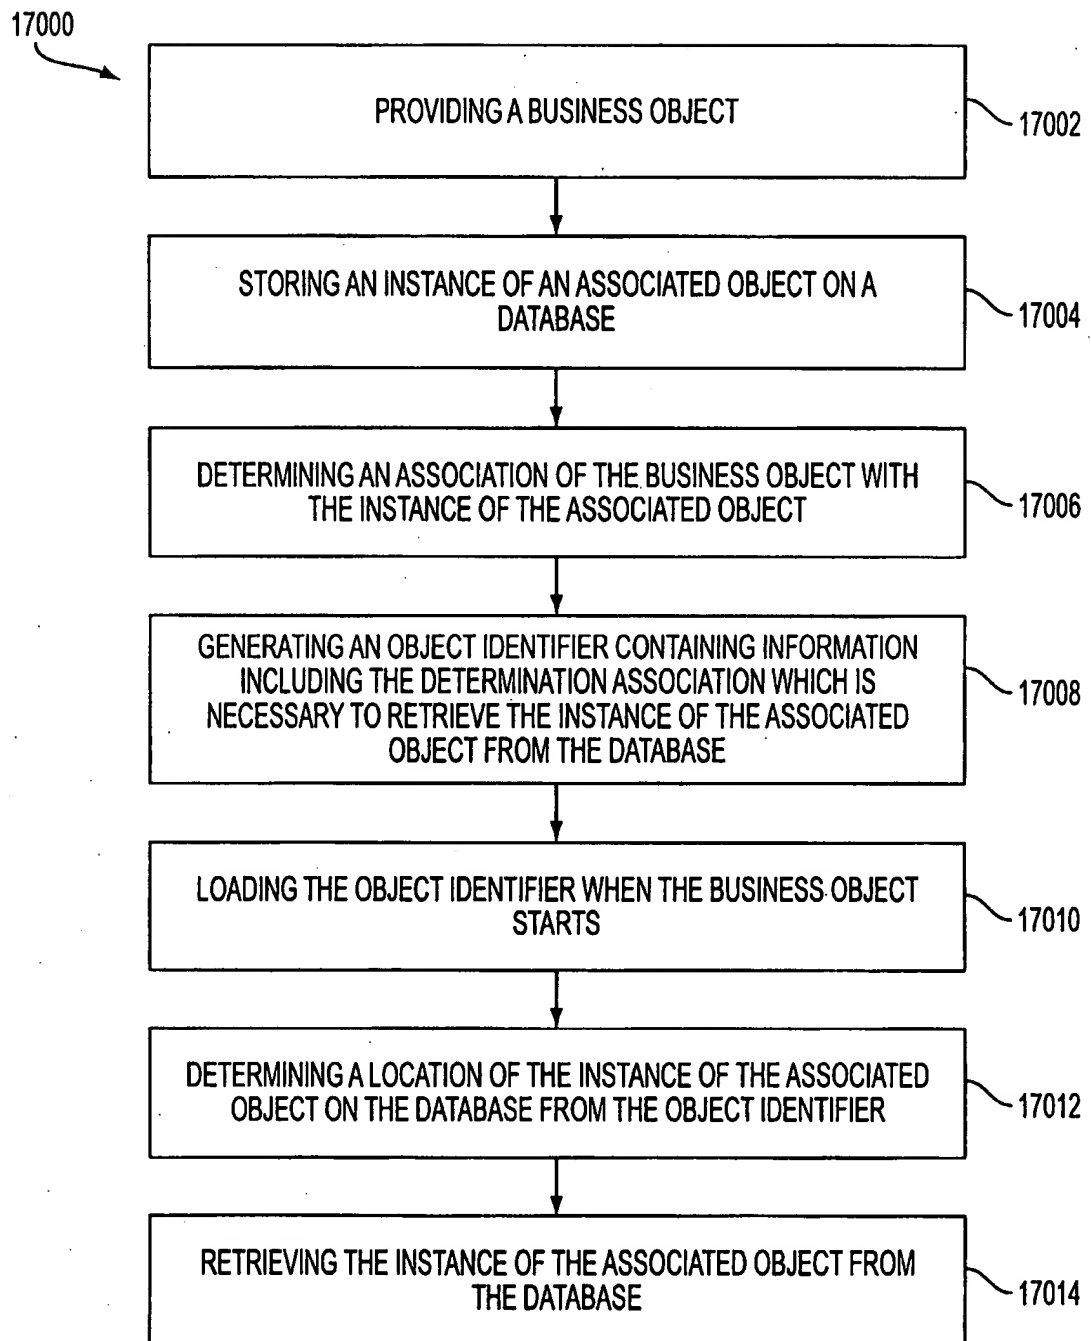 17000
PROVIDING A BUSINESS OBJECT
17002
STORING AN INSTANCE OF AN ASSOCIATED OBJECT ON A
DATABASE
17004
DETERMINING AN ASSOCIATION OF THE BUSINESS OBJECT WITH
THE INSTANCE OF THE ASSOCIATED OBJECT
17006
GENERATING AN OBJECT IDENTIFIER CONTAINING INFORMATION
INCLUDING THE DETERMINATION ASSOCIATION WHICH IS
NECESSARY TO RETRIEVE THE INSTANCE OF THE ASSOCIATED
OBJECT FROM THE DATABASE
17008
LOADING THE OBJECT IDENTIFIER WHEN THE BUSINESS OBJECT
STARTS
17010
DETERMINING A LOCATION OF THE INSTANCE OF THE ASSOCIATED
OBJECT ON THE DATABASE FROM THE OBJECT IDENTIFIER
17012
RETRIEVING THE INSTANCE OF THE ASSOCIATED OBJECT FROM
THE DATABASE
17014